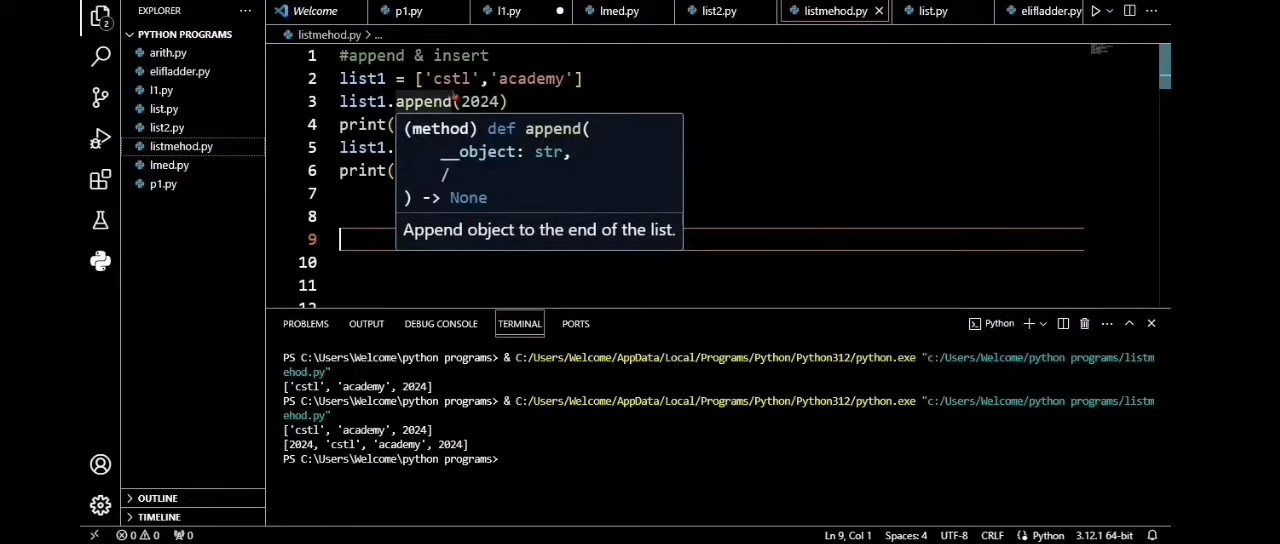 EXPLORER
Welcome
p1.py
l1.py
lmed.py
list2.py
listmehod.py
list.py
elifladder.py
PYTHON PROGRAMS
arith.py
elifladder.py
l1.py
list.py
list2.py
listmehod.py
lmed.py
p1.py
OUTLINE
TIMELINE
listmehod.py > ...
1 #append & insert
2 list1 = ['cstl','academy']
3 list1.append(2024)
4 print(
5 list1.
6 print(
7
8
9
10
11
(method) def append(
__object: str,
/
) -> None
Append object to the end of the list.
PROBLEMS OUTPUT DEBUG CONSOLE TERMINAL PORTS
Python
PS C:\Users\Welcome\python programs> & C:/Users/Welcome/AppData/Local/Programs/Python/Python312/python.exe "c:/Users/Welcome/python programs/listm
ehod.py"
['cstl', 'academy', 2024]
PS C:\Users\Welcome\python programs> & C:/Users/Welcome/AppData/Local/Programs/Python/Python312/python.exe "c:/Users/Welcome/python programs/listm
ehod.py"
['cstl', 'academy', 2024]
[2024, 'cstl', 'academy', 2024]
PS C:\Users\Welcome\python programs>
2
0 0 0
Ln 9, Col 1 Spaces: 4 UTF-8 CRLF Python 3.12.1 64-bit